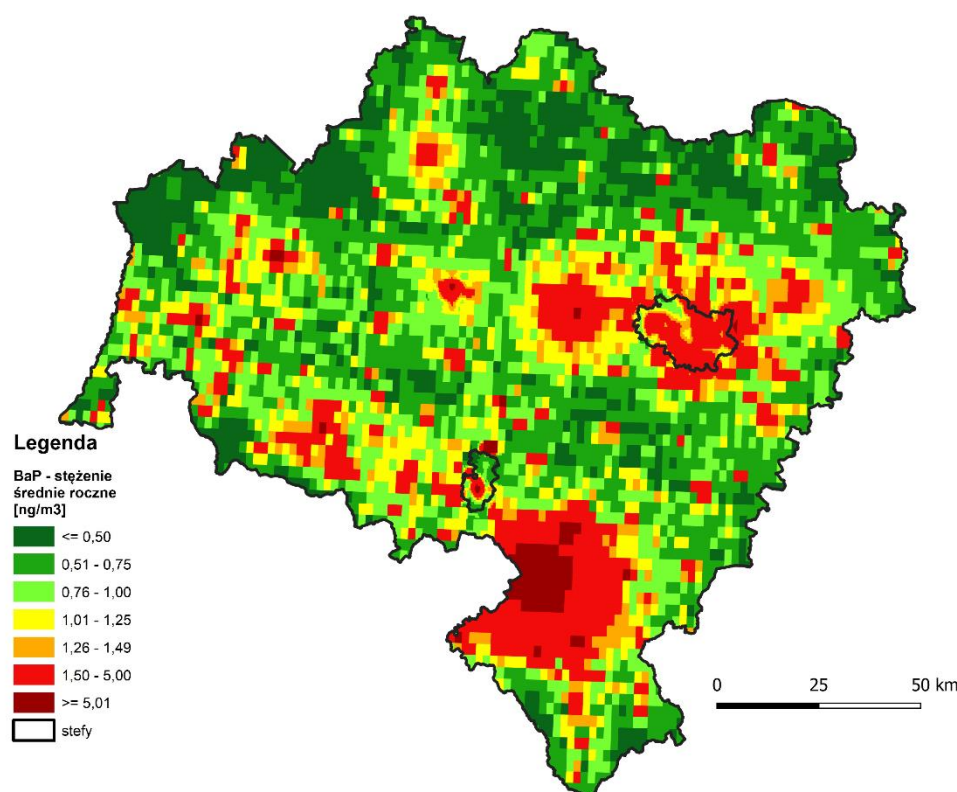 Legenda
BaP - stężenie
średnie roczne
[ng/m3]
<= 0,50
0,51 - 0,75
0,76 - 1,00
1,01 - 1,25
1,26 - 1,49
1,50 - 5,00
>= 5,01
stefy
0 25 50 km